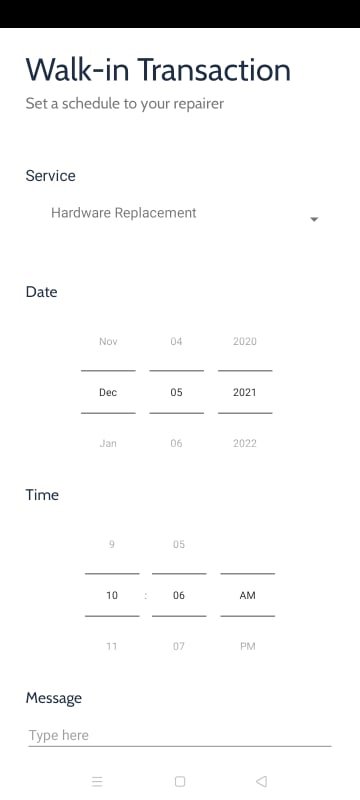 Walk-in Transaction
Set a schedule to your repairer
Service
Hardware Replacement
Date
Nov 04 2020
Dec 05 2021
Jan 06 2022
Time
9 05
10 : 06 AM
11 07 PM
Message
Type here